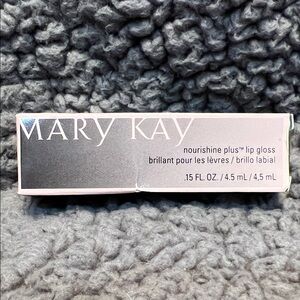 MARY KAY
nourishine plus™ lip gloss
brillant pour les lèvres / brillo labial
.15 FL. OZ. / 4.5 mL / 4,5 mL